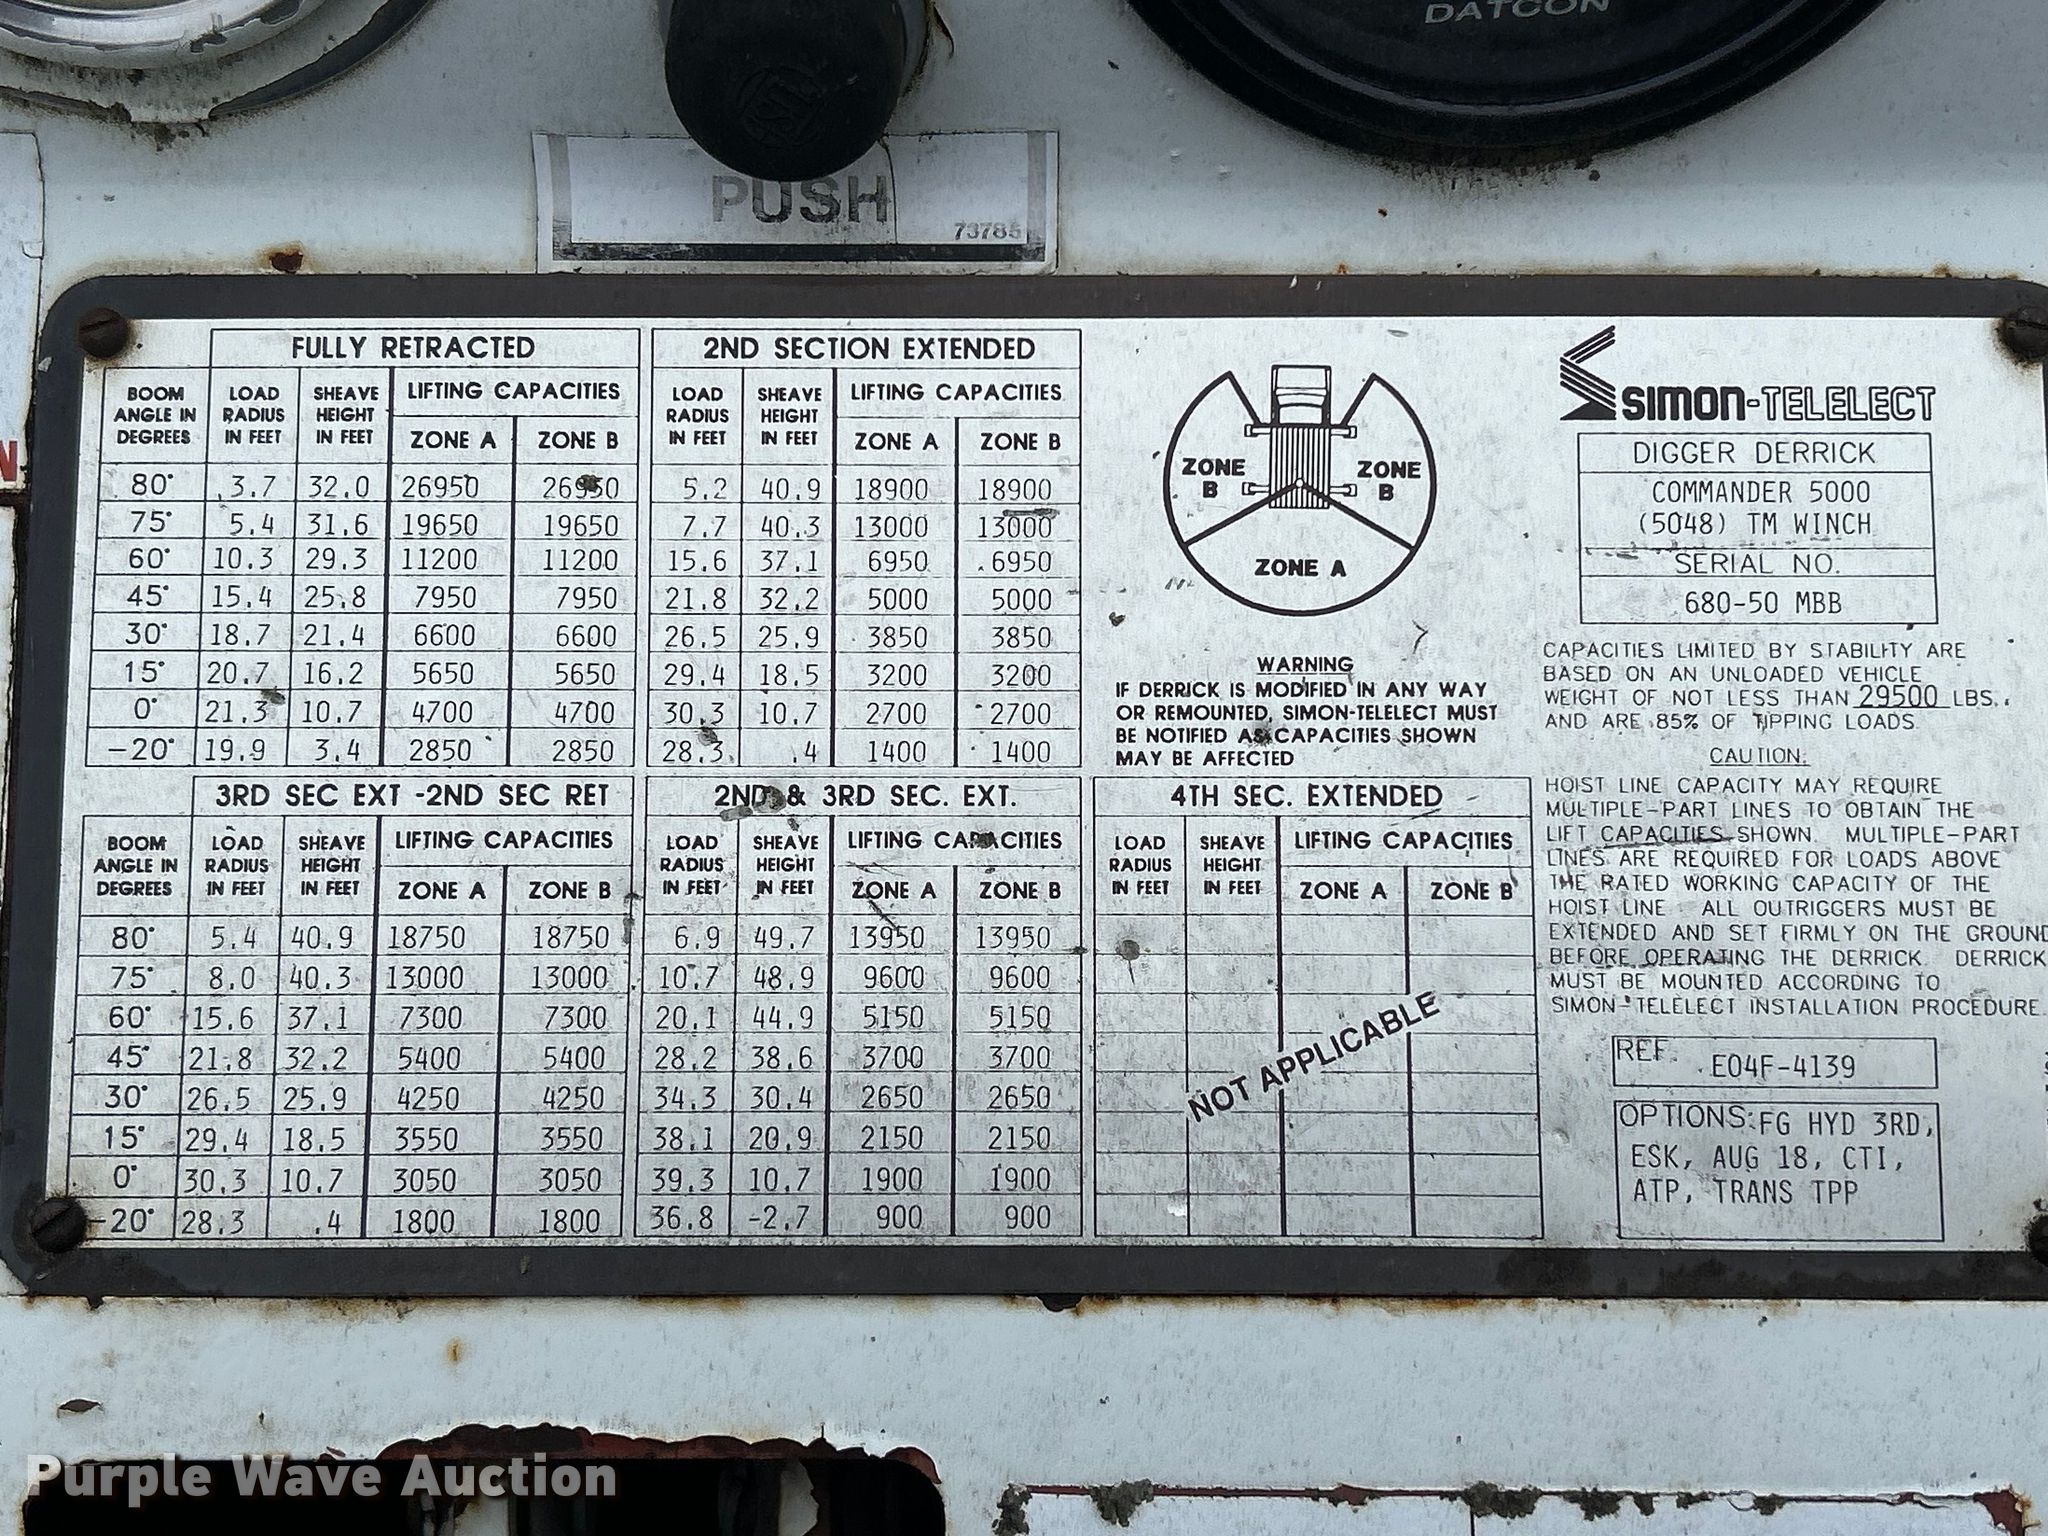 DATCON
PUSH
73785
N
FULLY RETRACTED
BOOM ANGLE IN DEGREES LOAD RADIUS IN FEET SHEAVE HEIGHT IN FEET LIFTING CAPACITIES ZONE A ZONE B
80° 3.7 32.0 26950 26950
75° 5.4 31.6 19650 19650
60° 10.3 29.3 11200 11200
45° 15.4 25.8 7950 7950
30° 18.7 21.4 6600 6600
15° 20.7 16.2 5650 5650
0° 21.3 10.7 4700 4700
-20° 19.9 3.4 2850 2850
2ND SECTION EXTENDED
LOAD RADIUS IN FEET SHEAVE HEIGHT IN FEET LIFTING CAPACITIES ZONE A ZONE B
5.2 40.9 18900 18900
7.7 40.3 13000 13000
15.6 37.1 6950 6950
21.8 32.2 5000 5000
26.5 25.9 3850 3850
29.4 18.5 3200 3200
30.3 10.7 2700 2700
28.3 .4 1400 1400
ZONE B
ZONE B
ZONE A
WARNING
IF DERRICK IS MODIFIED IN ANY WAY
OR REMOUNTED, SIMON-TELELECT MUST
BE NOTIFIED AS CAPACITIES SHOWN
MAY BE AFFECTED
SIMON-TELELECT
DIGGER DERRICK
COMMANDER 5000
(5048) TM WINCH
SERIAL NO.
680-50 MBB
CAPACITIES LIMITED BY STABILITY ARE
BASED ON AN UNLOADED VEHICLE
WEIGHT OF NOT LESS THAN 29500 LBS.,
AND ARE 85% OF TIPPING LOADS.
CAUTION:
HOIST LINE CAPACITY MAY REQUIRE
MULTIPLE-PART LINES TO OBTAIN THE
LIFT CAPACITIES SHOWN. MULTIPLE-PART
LINES ARE REQUIRED FOR LOADS ABOVE
THE RATED WORKING CAPACITY OF THE
HOIST LINE. ALL OUTRIGGERS MUST BE
EXTENDED AND SET FIRMLY ON THE GROUND
BEFORE OPERATING THE DERRICK. DERRICK
MUST BE MOUNTED ACCORDING TO
SIMON-TELELECT INSTALLATION PROCEDURE.
REF. E04F-4139
OPTIONS: FG HYD 3RD,
ESK, AUG 18, CTI,
ATP, TRANS TPP
3RD SEC EXT -2ND SEC RET
BOOM ANGLE IN DEGREES LOAD RADIUS IN FEET SHEAVE HEIGHT IN FEET LIFTING CAPACITIES ZONE A ZONE B
80° 5.4 40.9 18750 18750
75° 8.0 40.3 13000 13000
60° 15.6 37.1 7300 7300
45° 21.8 32.2 5400 5400
30° 26.5 25.9 4250 4250
15° 29.4 18.5 3550 3550
0° 30.3 10.7 3050 3050
-20° 28.3 .4 1800 1800
2ND & 3RD SEC. EXT.
LOAD RADIUS IN FEET SHEAVE HEIGHT IN FEET LIFTING CAPACITIES ZONE A ZONE B
6.9 49.7 13950 13950
10.7 48.9 9600 9600
20.1 44.9 5150 5150
28.2 38.6 3700 3700
34.3 30.4 2650 2650
38.1 20.9 2150 2150
39.3 10.7 1900 1900
36.8 -2.7 900 900
4TH SEC. EXTENDED
LOAD RADIUS IN FEET SHEAVE HEIGHT IN FEET LIFTING CAPACITIES ZONE A ZONE B
NOT APPLICABLE
Purple Wave Auction